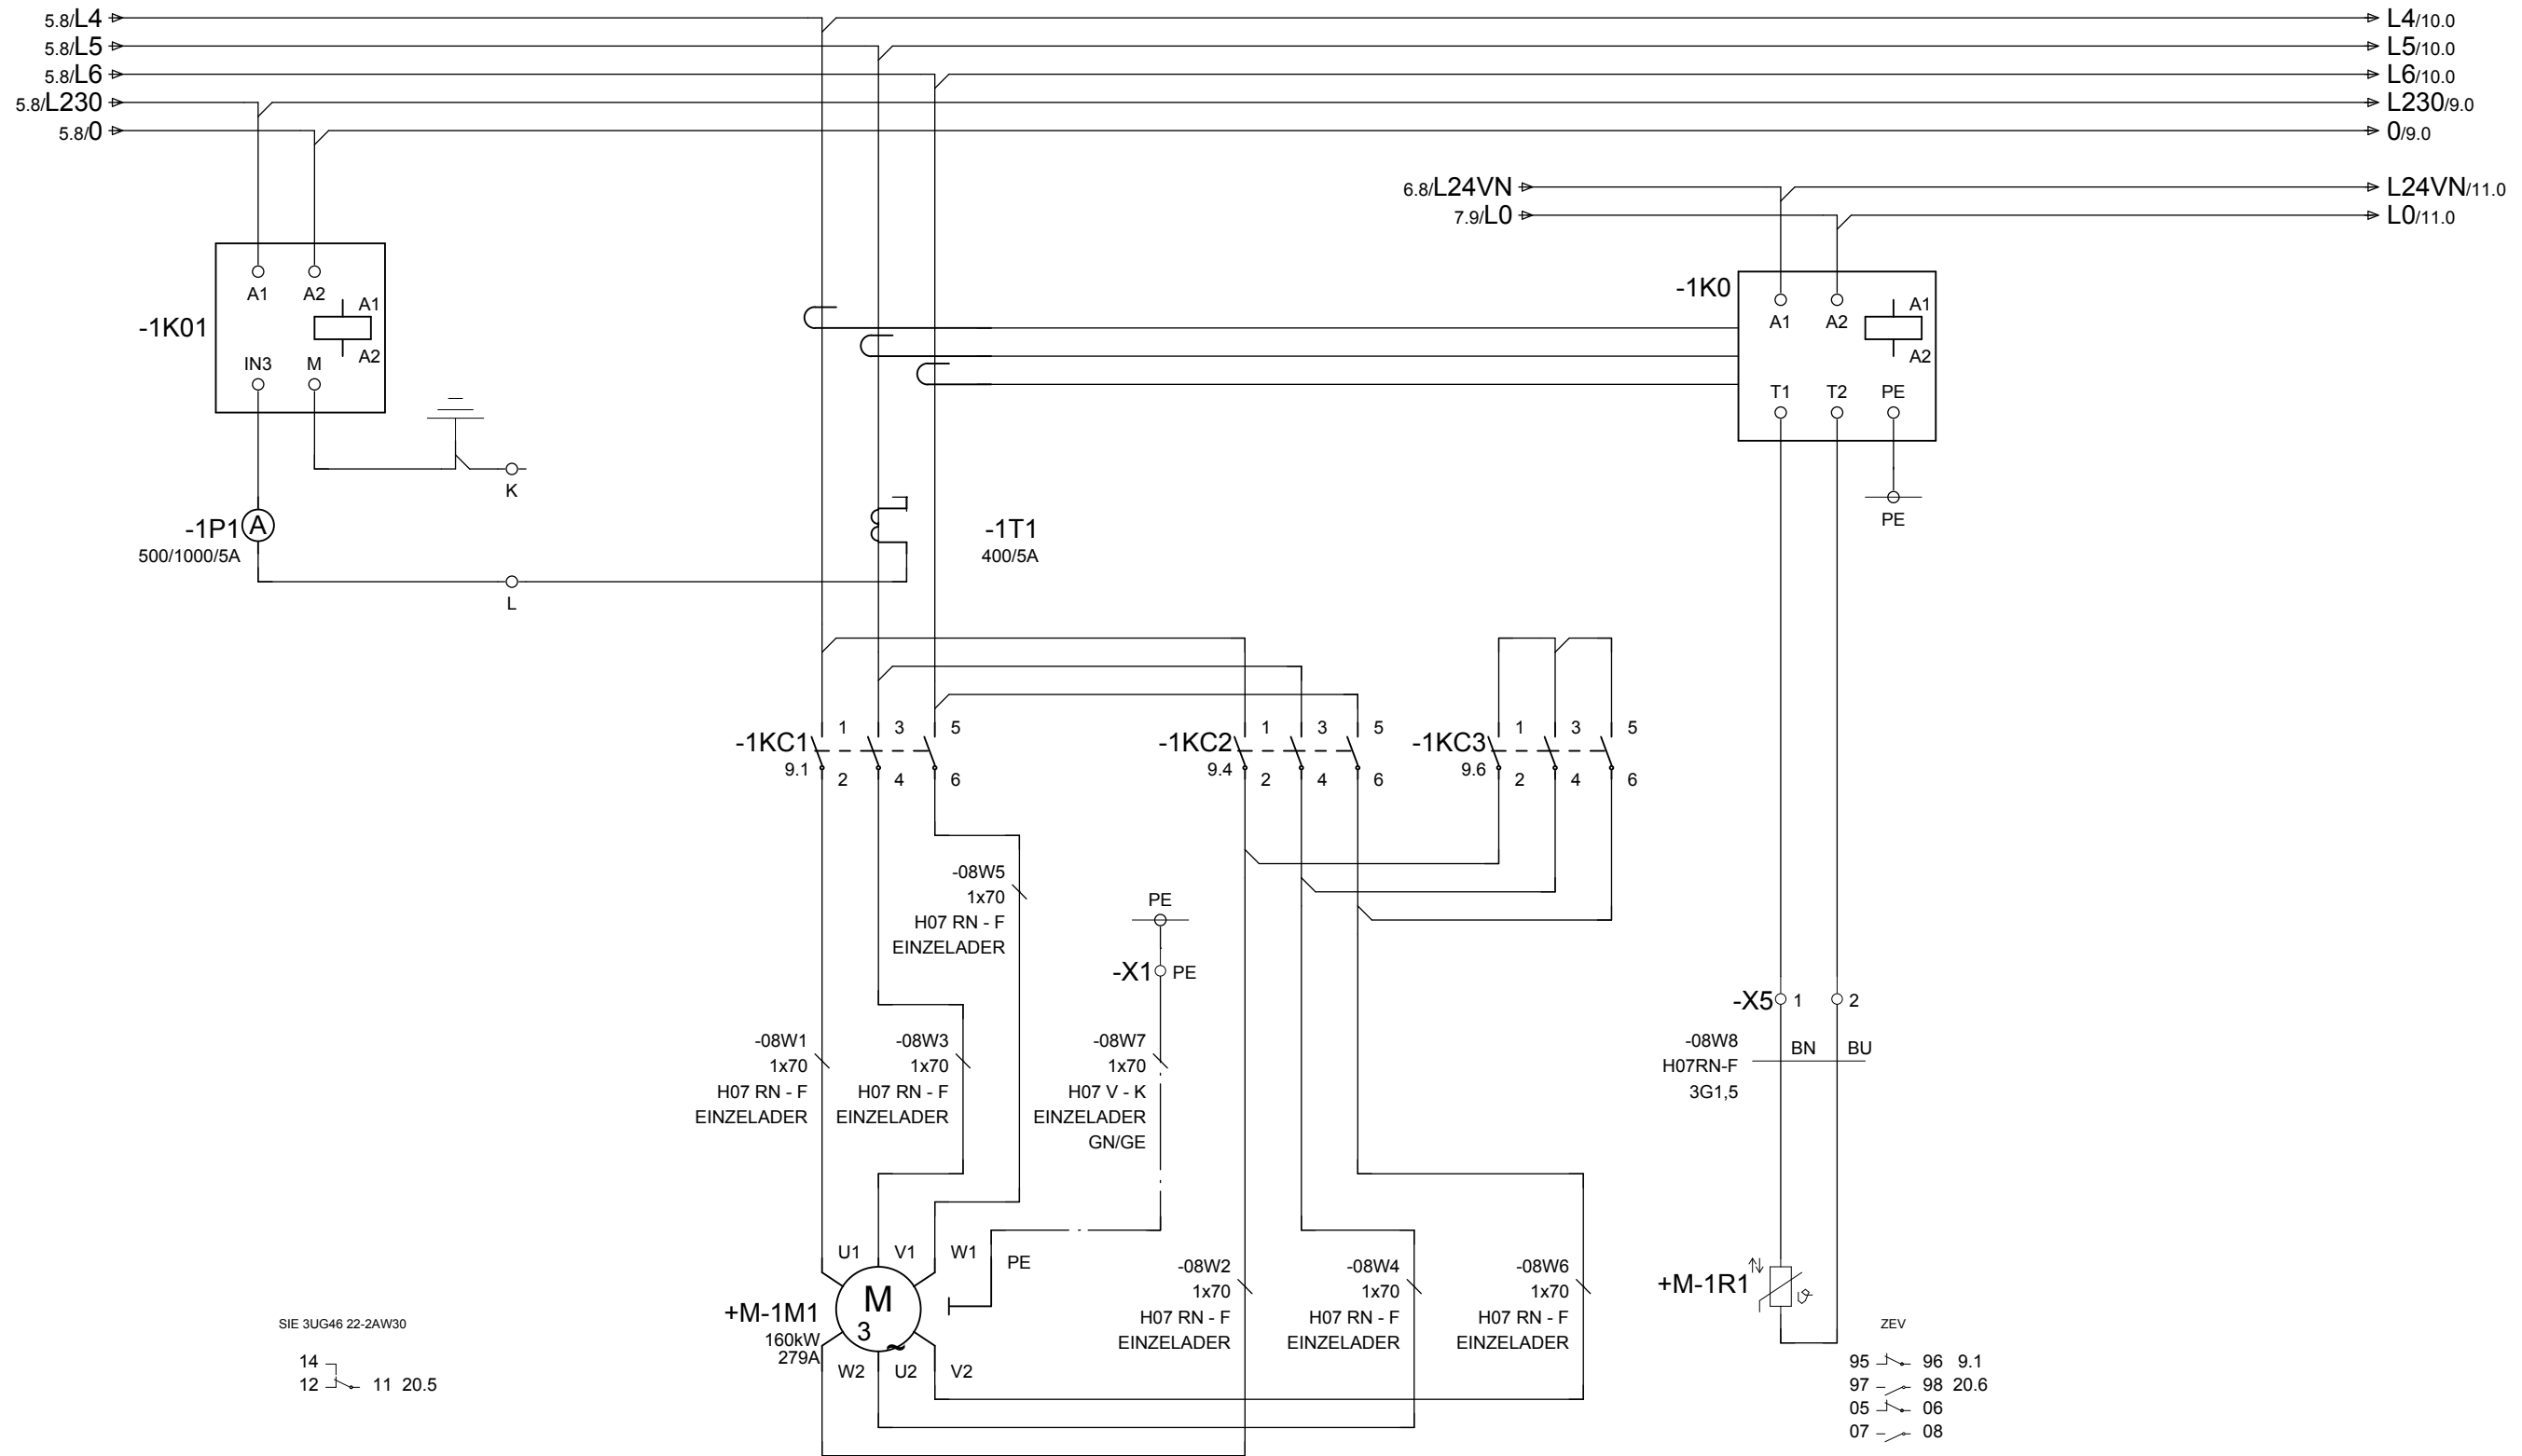 5.8/L4
L4/10.0
5.8/L5
L5/10.0
5.8/L6
L6/10.0
5.8/L230
L230/9.0
5.8/0
0/9.0
6.8/L24VN
L24VN/11.0
7.9/L0
L0/11.0
-1K01
A1
A2
A1
A2
IN3
M
K
-1P1
A
500/1000/5A
L
-1T1
400/5A
-1K0
A1
A2
A1
A2
T1
T2
PE
PE
-1KC1
9.1
1
3
5
2
4
6
-1KC2
9.4
1
3
5
2
4
6
-1KC3
9.6
1
3
5
2
4
6
-08W5
1x70
H07 RN - F
EINZELADER
PE
-X1
PE
-X5
1
2
-08W1
1x70
H07 RN - F
EINZELADER
-08W3
1x70
H07 RN - F
EINZELADER
-08W7
1x70
H07 V - K
EINZELADER
GN/GE
-08W8
H07RN-F
3G1,5
BN
BU
U1
V1
W1
PE
+M-1M1
160kW
279A
M
3
~
W2
U2
V2
-08W2
1x70
H07 RN - F
EINZELADER
-08W4
1x70
H07 RN - F
EINZELADER
-08W6
1x70
H07 RN - F
EINZELADER
+M-1R1
ϑ
SIE 3UG46 22-2AW30
14
12 11 20.5
ZEV
95 96 9.1
97 98 20.6
05 06
07 08